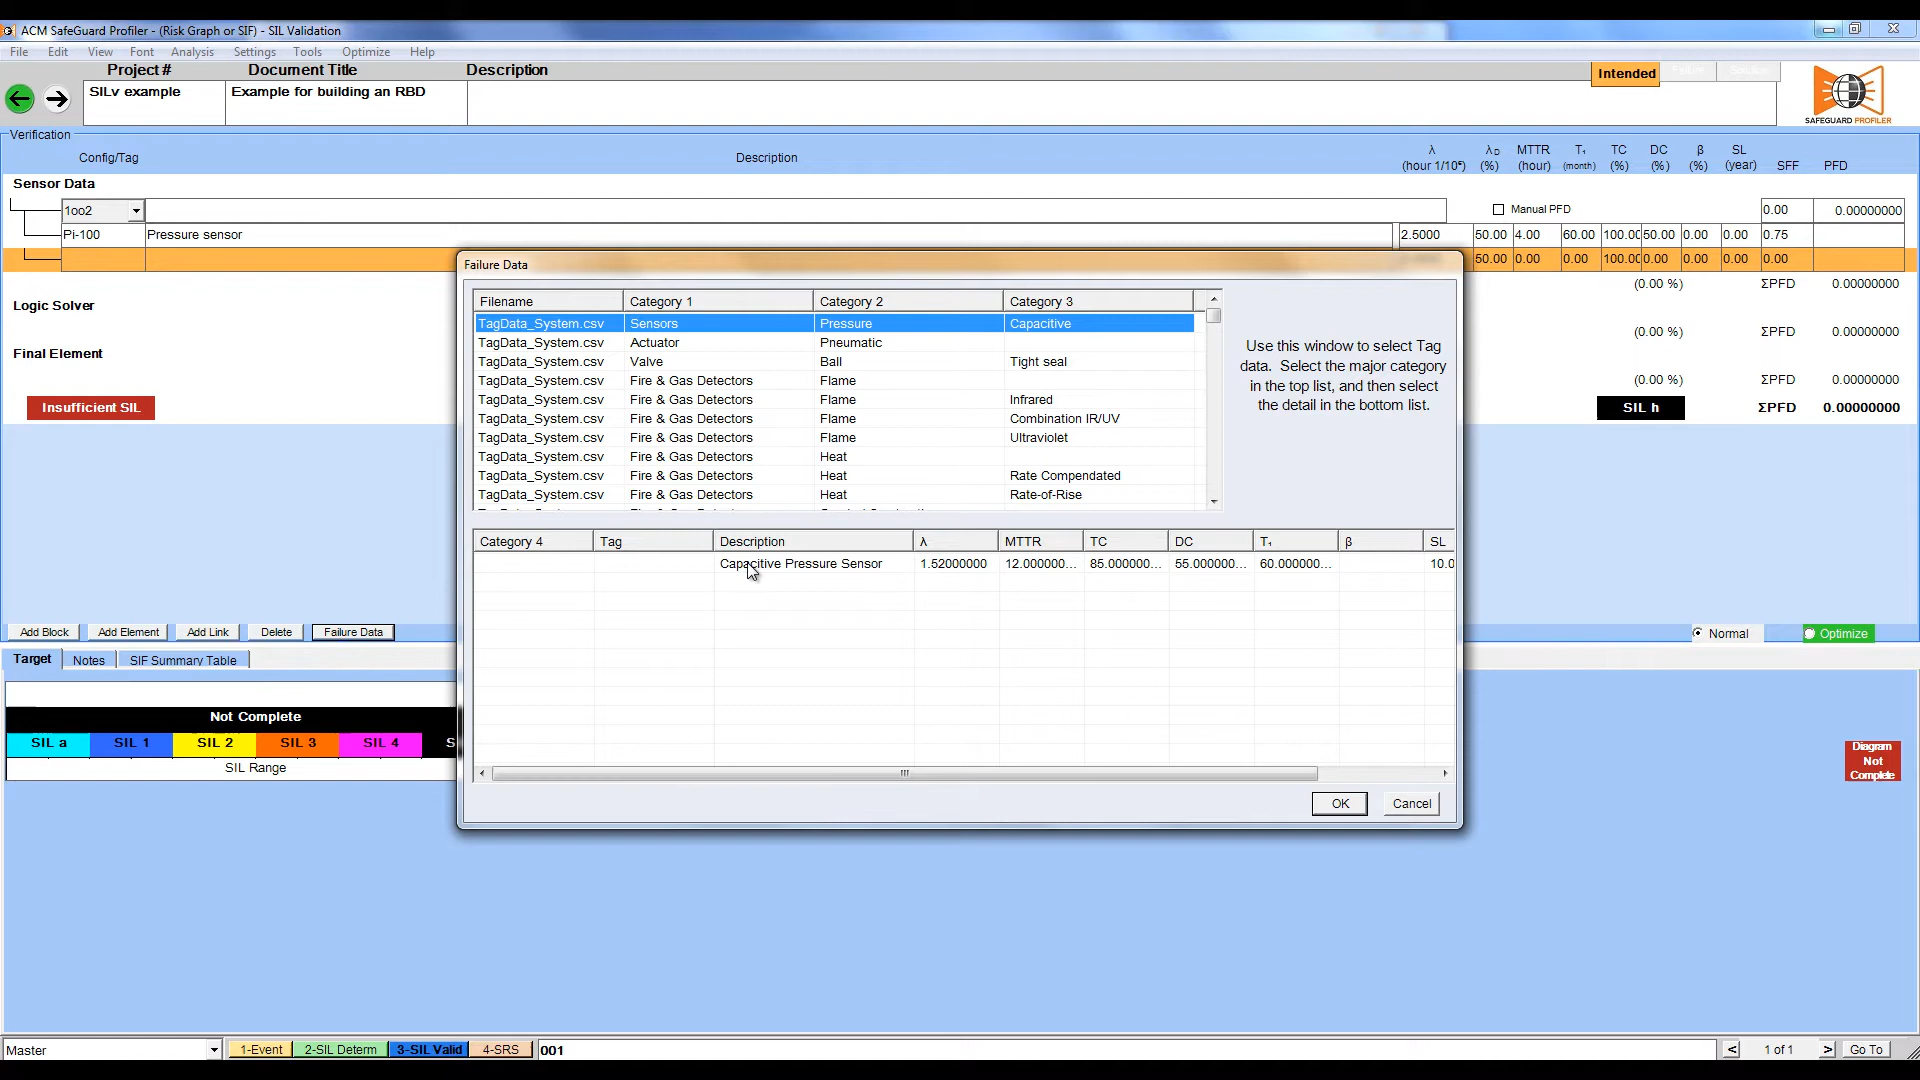 ACM SafeGuard Profiler - (Risk Graph or SIF) - SIL Validation
File Edit View Font Analysis Settings Tools Optimize Help
Project # Document Title Description
Intended
SILv example Example for building an RBD
SAFEGUARD PROFILER
Verification
Config/Tag Description λ (hour 1/10⁶) λD (%) MTTR (hour) T₁ (month) TC (%) DC (%) β (%) SL (year) SFF PFD
Sensor Data
1oo2 Manual PFD 0.00 0.00000000
Pi-100 Pressure sensor 2.5000 50.00 4.00 60.00 100.00 50.00 0.00 0.00 0.75
50.00 0.00 0.00 100.00 0.00 0.00 0.00 0.00
(0.00 %) ΣPFD 0.00000000
Logic Solver
(0.00 %) ΣPFD 0.00000000
Final Element
(0.00 %) ΣPFD 0.00000000
Insufficient SIL SIL h ΣPFD 0.00000000
Failure Data
Filename Category 1 Category 2 Category 3
TagData_System.csv Sensors Pressure Capacitive
TagData_System.csv Actuator Pneumatic
TagData_System.csv Valve Ball Tight seal
TagData_System.csv Fire & Gas Detectors Flame
TagData_System.csv Fire & Gas Detectors Flame Infrared
TagData_System.csv Fire & Gas Detectors Flame Combination IR/UV
TagData_System.csv Fire & Gas Detectors Flame Ultraviolet
TagData_System.csv Fire & Gas Detectors Heat
TagData_System.csv Fire & Gas Detectors Heat Rate Compendated
TagData_System.csv Fire & Gas Detectors Heat Rate-of-Rise
Use this window to select Tag
data. Select the major category
in the top list, and then select
the detail in the bottom list.
Category 4 Tag Description λ MTTR TC DC T₁ β SL
Capacitive Pressure Sensor 1.52000000 12.000000... 85.000000... 55.000000... 60.000000... 10.0
OK Cancel
Add Block Add Element Add Link Delete Failure Data
Normal Optimize
Target Notes SIF Summary Table
Not Complete
SIL a SIL 1 SIL 2 SIL 3 SIL 4
SIL Range
Diagram
Not
Complete
Master 1-Event 2-SIL Determ 3-SIL Valid 4-SRS 001 < 1 of 1 > Go To